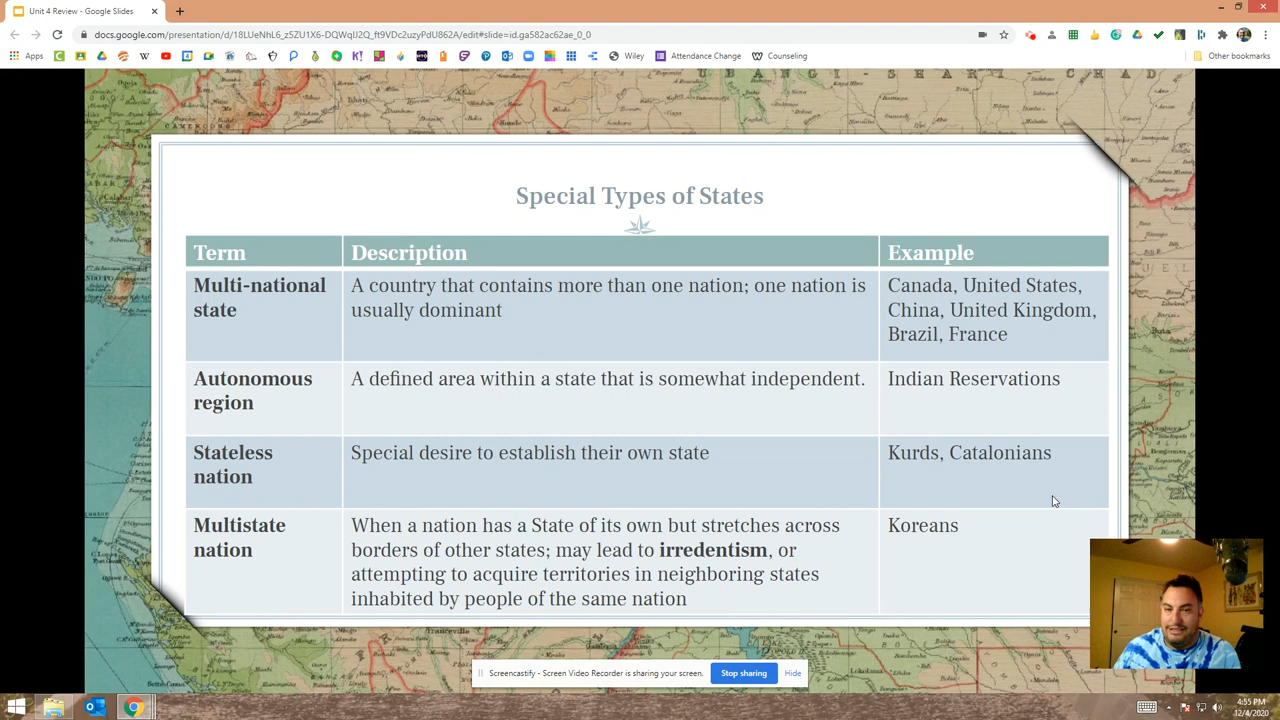 Unit 4 Review - Google Slides
docs.google.com/presentation/d/18LUeNhL6_z5ZU1X6-DQWqIJ2Q_ft9VDc2uzyPdU862A/edit#slide=id.ga582ac62ae_0_0
Apps
Wiley
Attendance Change
Counseling
Other bookmarks
UBANGI-SHARI-CHAD
Special Types of States
Term Description Example
Multi-national state
A country that contains more than one nation; one nation is
usually dominant
Canada, United States,
China, United Kingdom,
Brazil, France
Autonomous
region
A defined area within a state that is somewhat independent.
Indian Reservations
Stateless
nation
Special desire to establish their own state
Kurds, Catalonians
Multistate
nation
When a nation has a State of its own but stretches across
borders of other states; may lead to irredentism, or
attempting to acquire territories in neighboring states
inhabited by people of the same nation
Koreans
Screencastify - Screen Video Recorder is sharing your screen.
Stop sharing
Hide
4:55 PM
12/4/2020